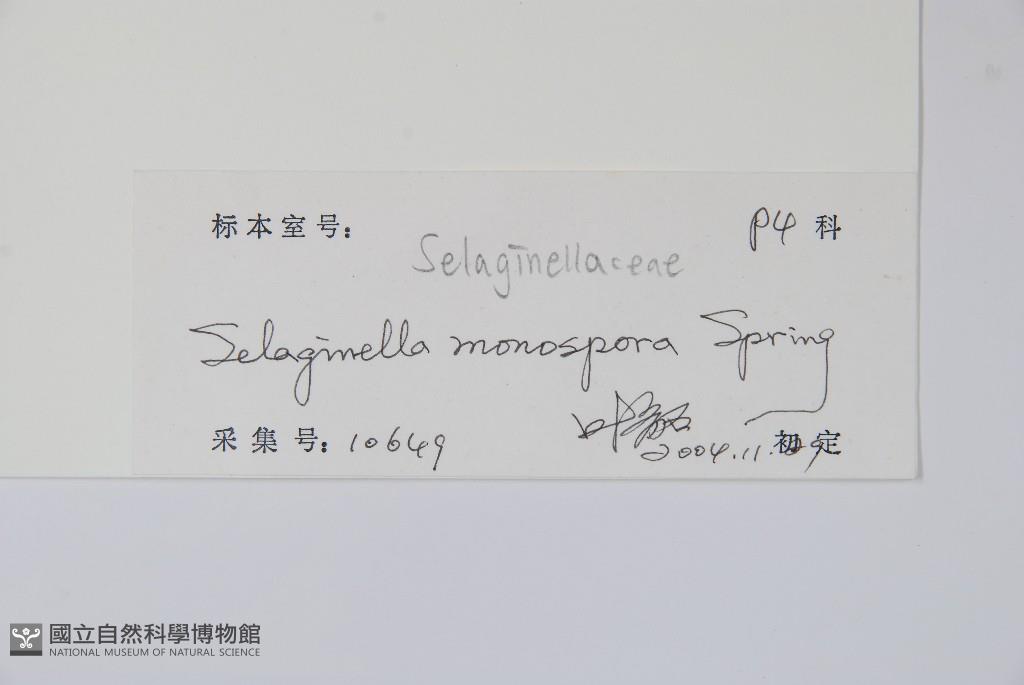 标本室号： P4 科
Selaginellaceae
Selaginella monospora Spring
采集号：10649 初定
2004.11.29
國立自然科學博物館
NATIONAL MUSEUM OF NATURAL SCIENCE